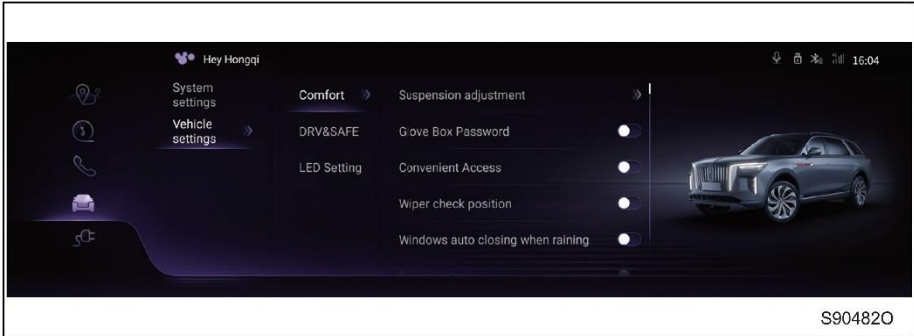 Hey Hongqi
16:04
System
settings
Vehicle
settings
Comfort
DRV&SAFE
LED Setting
Suspension adjustment
Glove Box Password
Convenient Access
Wiper check position
Windows auto closing when raining
S90482O